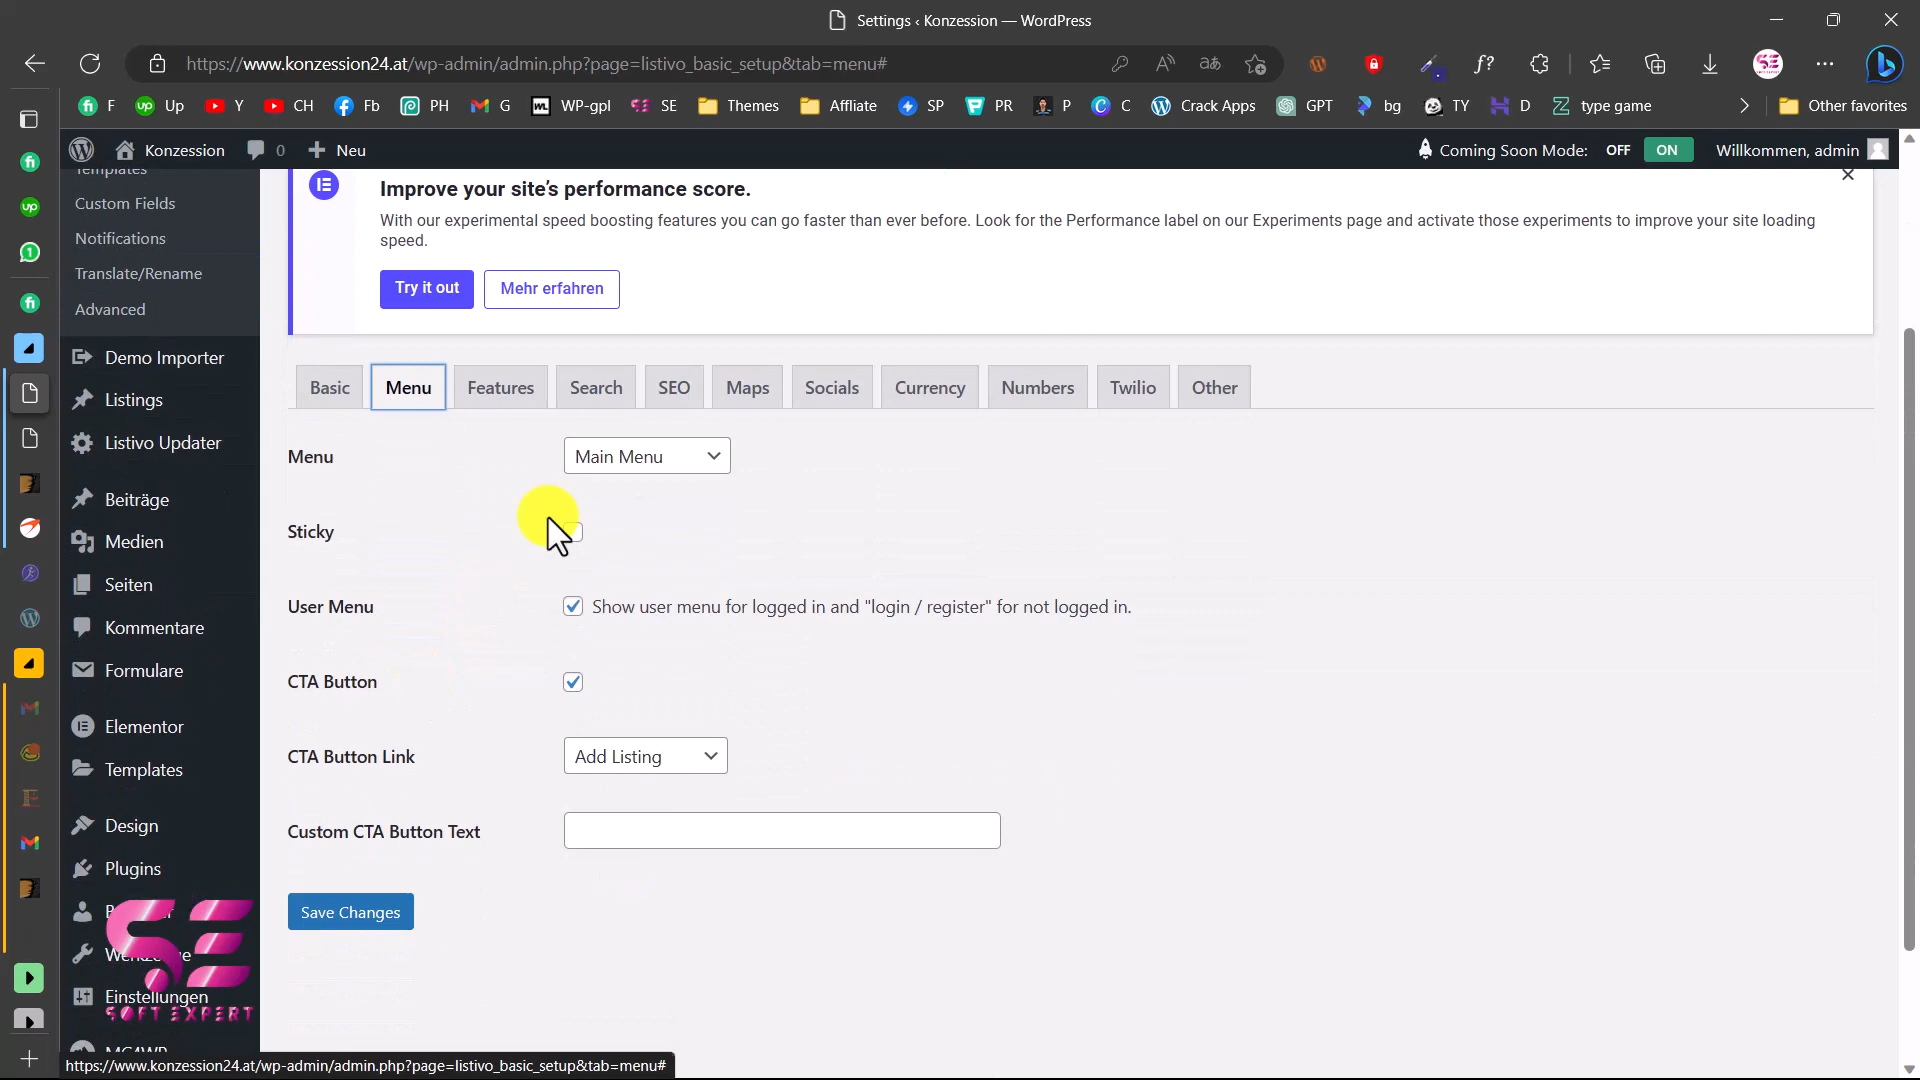 Settings ‹ Konzession — WordPress
https://www.konzession24.at/wp-admin/admin.php?page=listivo_basic_setup&tab=menu#
F Up Y CH Fb PH G WP-gpl SE Themes Affliate SP PR P C Crack Apps GPT bg TY D type game Other favorites
Konzession 0 Neu Coming Soon Mode: OFF ON Willkommen, admin
Templates
Custom Fields
Notifications
Translate/Rename
Advanced
Demo Importer
Listings
Listivo Updater
Beiträge
Medien
Seiten
Kommentare
Formulare
Elementor
Templates
Design
Plugins
Einstellungen
SOFT EXPERT
MC4WP
Improve your site’s performance score.
With our experimental speed boosting features you can go faster than ever before. Look for the Performance label on our Experiments page and activate those experiments to improve your site loading
speed.
Try it out Mehr erfahren
Basic Menu Features Search SEO Maps Socials Currency Numbers Twilio Other
Menu Main Menu
Sticky
User Menu Show user menu for logged in and "login / register" for not logged in.
CTA Button
CTA Button Link Add Listing
Custom CTA Button Text
Save Changes
https://www.konzession24.at/wp-admin/admin.php?page=listivo_basic_setup&tab=menu#